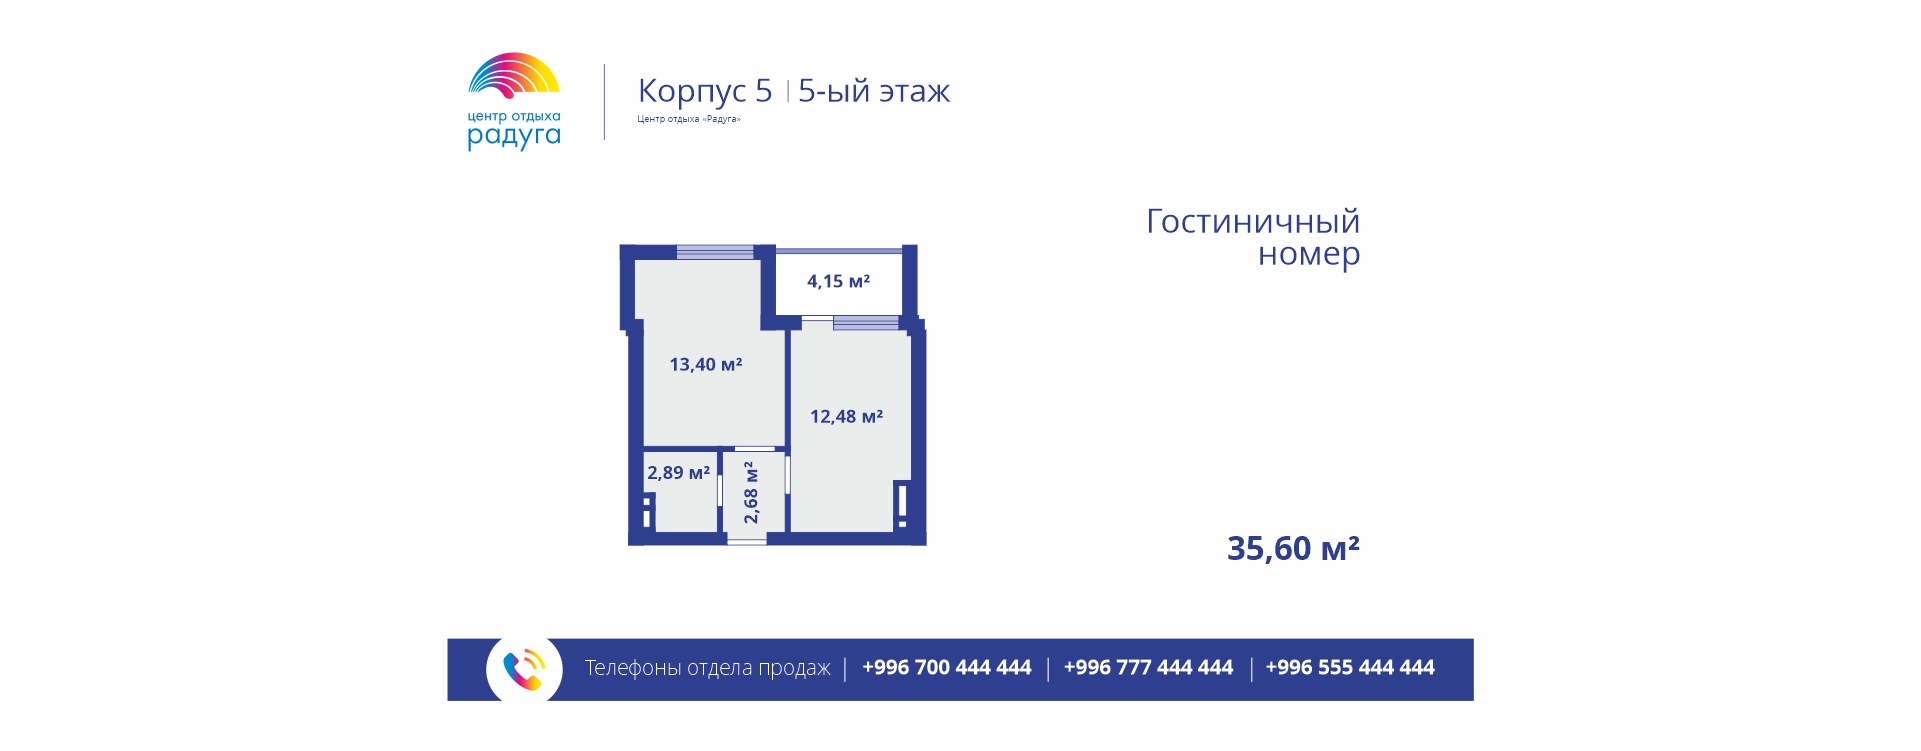 центр отдыха
радуга
Корпус 5 | 5-ый этаж
Центр отдыха «Радуга»
Гостиничный
номер
4,15 м²
13,40 м²
12,48 м²
2,89 м²
2,68 м²
35,60 м²
Телефоны отдела продаж | +996 700 444 444 | +996 777 444 444 | +996 555 444 444